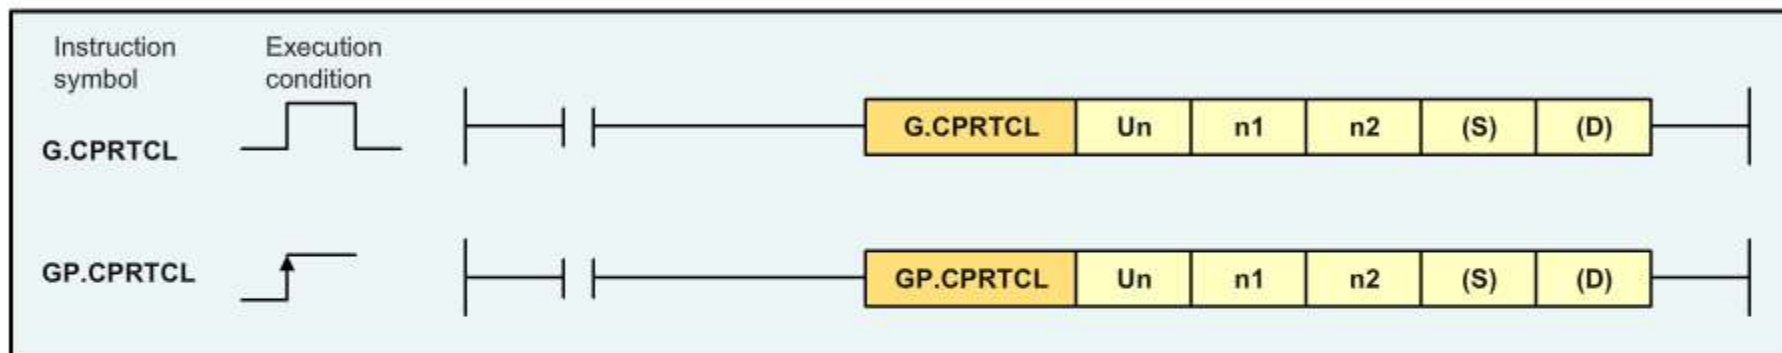 Instruction symbol
Execution condition
G.CPRTCL
G.CPRTCL Un n1 n2 (S) (D)
GP.CPRTCL
GP.CPRTCL Un n1 n2 (S) (D)